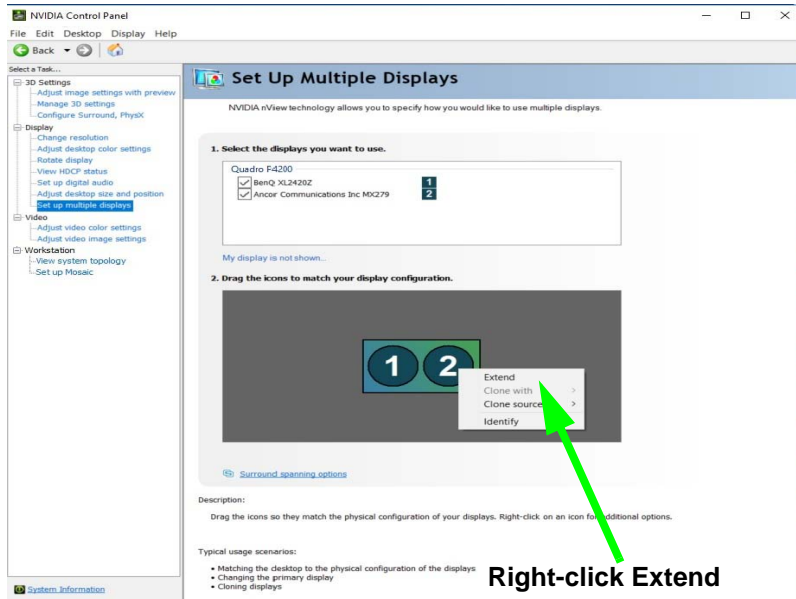 NVIDIA Control Panel
File Edit Desktop Display Help
Back
Select a Task...
3D Settings
Adjust image settings with preview
Manage 3D settings
Configure Surround, PhysX
Display
Change resolution
Adjust desktop color settings
Rotate display
View HDCP status
Set up digital audio
Adjust desktop size and position
Set up multiple displays
Video
Adjust video color settings
Adjust video image settings
Workstation
View system topology
Set up Mosaic
System Information
Set Up Multiple Displays
NVIDIA nView technology allows you to specify how you would like to use multiple displays.
1. Select the displays you want to use.
Quadro F4200
BenQ XL2420Z 1
Ancor Communications Inc MX279 2
My display is not shown...
2. Drag the icons to match your display configuration.
1 2
Extend
Clone with >
Clone source >
Identify
Surround spanning options
Description:
Drag the icons so they match the physical configuration of your displays. Right-click on an icon for additional options.
Typical usage scenarios:
• Matching the desktop to the physical configuration of the displays
• Changing the primary display
• Cloning displays
Right-click Extend